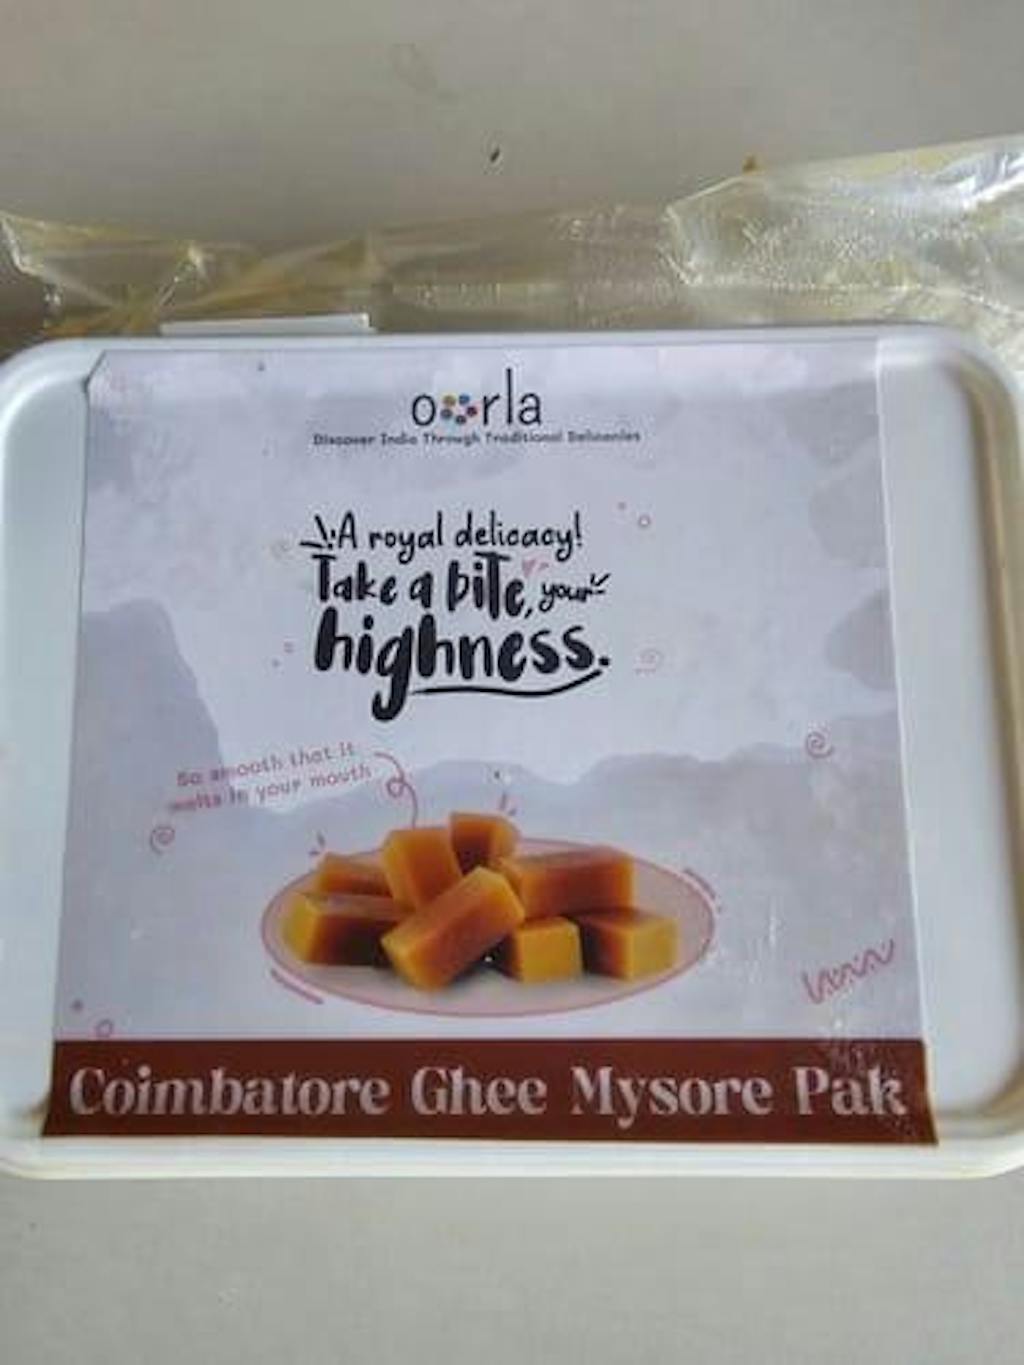 oorla
Discover India Through Traditional Delicacies
A royal delicacy!
Take a bite, your
highness.
So smooth that it
melts in your mouth
Coimbatore Ghee Mysore Pak